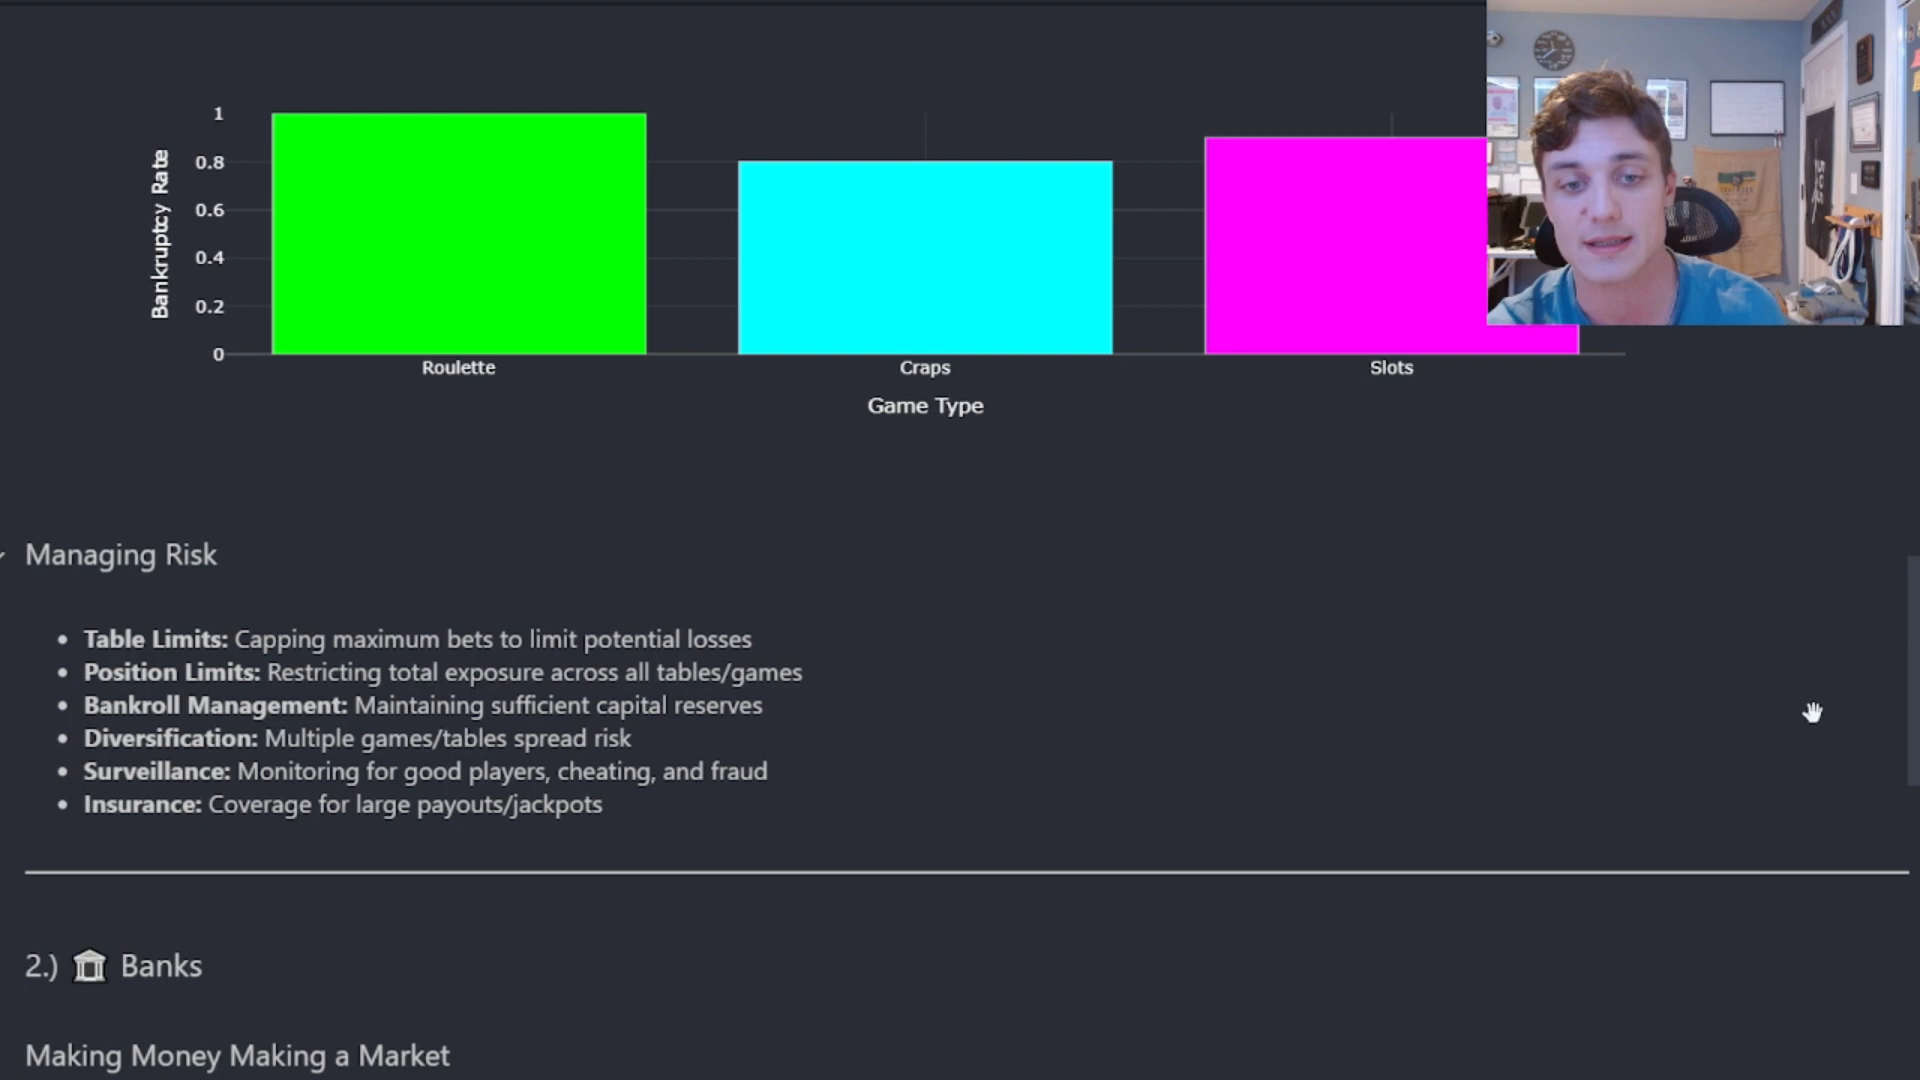 1
0.8
0.6
0.4
0.2
0
Bankruptcy Rate
Roulette
Craps
Slots
Game Type
Managing Risk
• Table Limits: Capping maximum bets to limit potential losses
• Position Limits: Restricting total exposure across all tables/games
• Bankroll Management: Maintaining sufficient capital reserves
• Diversification: Multiple games/tables spread risk
• Surveillance: Monitoring for good players, cheating, and fraud
• Insurance: Coverage for large payouts/jackpots
2.) 🏛 Banks
Making Money Making a Market